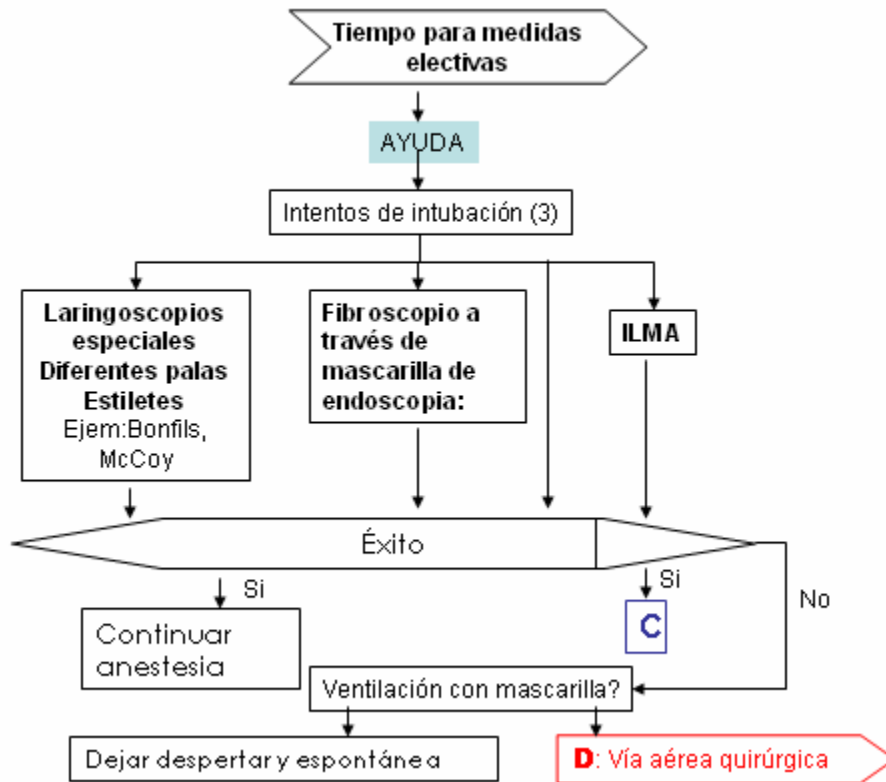 Tiempo para medidas
electivas
AYUDA
Intentos de intubación (3)
Laringoscopios
especiales
Diferentes palas
Estiletes
Ejem:Bonfils,
McCoy
Fibroscopio a
través de
mascarilla de
endoscopia:
ILMA
Éxito
Si
Si
No
Continuar
anestesia
C
Ventilación con mascarilla?
Dejar despertar y espontánea
D: Vía aérea quirúrgica